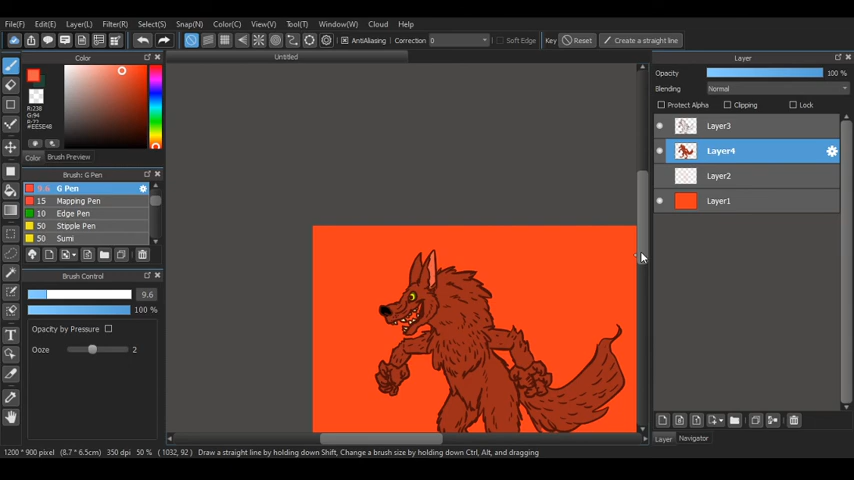 File(F) Edit(E) Layer(L) Filter(R) Select(S) Snap(N) Color(C) View(V) Tool(T) Window(W) Cloud Help
AntiAliasing Correction 0 Soft Edge Key Reset Create a straight line
Color
Untitled
Layer
Opacity 100 %
Blending Normal
Protect Alpha Clipping Lock
R:238
G:94
#EE5E48
Color Brush Preview
Brush: G Pen
9.6 G Pen
15 Mapping Pen
10 Edge Pen
50 Stipple Pen
50 Sumi
Brush Control
9.6
100 %
Opacity by Pressure
Ooze 2
Layer3
Layer4
Layer2
Layer1
Layer Navigator
1200 * 900 pixel (8.7 * 6.5cm) 350 dpi 50 % ( 1032, 92 ) Draw a straight line by holding down Shift, Change a brush size by holding down Ctrl, Alt, and dragging